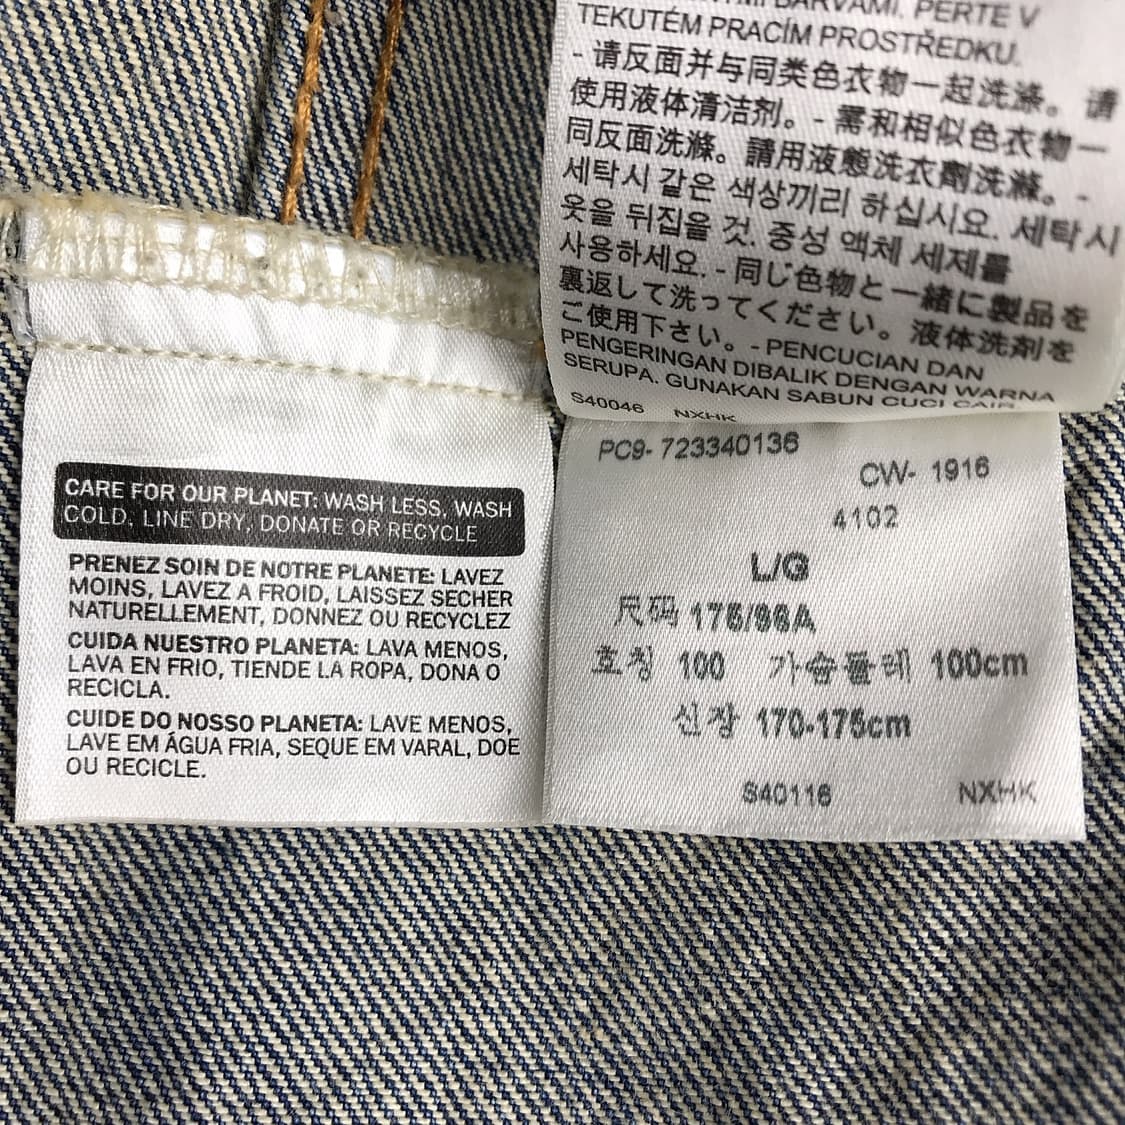 CARE FOR OUR PLANET: WASH LESS, WASH
COLD, LINE DRY, DONATE OR RECYCLE
PRENEZ SOIN DE NOTRE PLANETE: LAVEZ
MOINS, LAVEZ A FROID, LAISSEZ SECHER
NATURELLEMENT, DONNEZ OU RECYCLEZ
CUIDA NUESTRO PLANETA: LAVA MENOS,
LAVA EN FRIO, TIENDE LA ROPA, DONA O
RECICLA.
CUIDE DO NOSSO PLANETA: LAVE MENOS,
LAVE EM ÁGUA FRIA, SEQUE EM VARAL, DOE
OU RECICLE.
BARVAMI. PERTE V
TEKUTÉM PRACÍM PROSTŘEDKU.
- 请反面并与同类色衣物一起洗涤。请
使用液体清洁剂。- 需和相似色衣物一
同反面洗滌。請用液態洗衣劑洗滌。-
세탁시 같은 색상끼리 하십시요. 세탁시
옷을 뒤집을 것. 중성 액체 세제를
사용하세요. - 同じ色物と一緒に製品を
裏返して洗ってください。液体洗剤を
ご使用下さい。- PENCUCIAN DAN
PENGERINGAN DIBALIK DENGAN WARNA
SERUPA. GUNAKAN SABUN CUCI CAIR
S40046 NXHK
PC9- 723340136
CW- 1916
4102
L/G
尺码 175/96A
호칭 100 가슴둘레 100cm
신장 170-175cm
S40116 NXHK